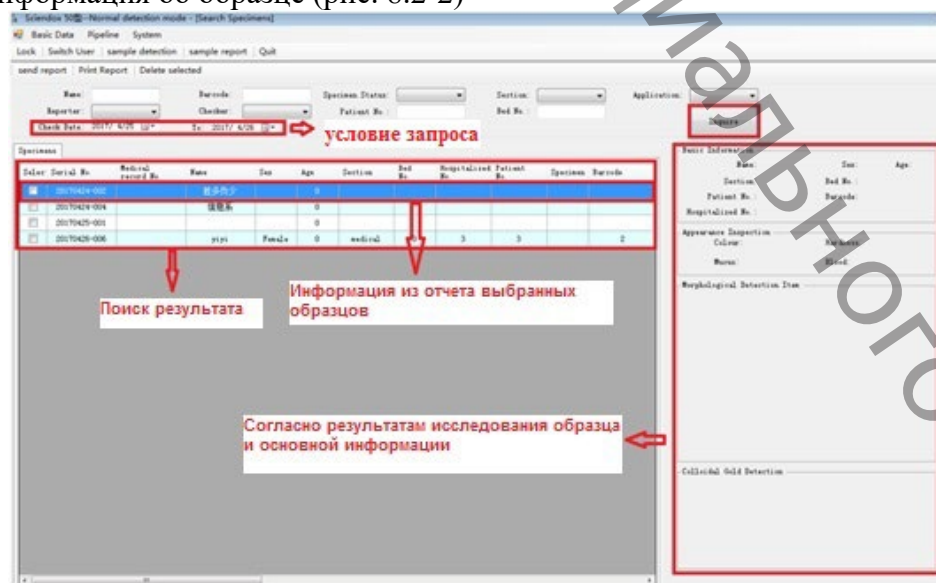 информация об образце (рис. 8.2-2)
Sciendox 50型--Normal detection mode - [Search Specimens]
Basic Data Pipeline System
Lock Switch User sample detection sample report Quit
send report Print Report Delete selected
Name: Barcode: Specimen Status: Section: Application:
Reporter: Checker: Patient No.: Bed No.:
Check Date: 2017/ 4/25 To: 2017/ 4/26
условие запроса
Specimens
Serial No Medical record No. Name Sex Age Section Bed No. Hospitalized No. Patient No. Specimen Barcode
20170424-002 0
20170424-004 信息系 0
20170425-001 0
20170426-006 yiyi Female 0 medical 3 3 2
Basic Information
Name: Sex: Age:
Section: Bed No.:
Patient No.: Barcode:
Hospitalized No.:
Appearance Inspection
Colour: Hardness:
Mucus: Blood:
Morphological Detection Item
Поиск результата
Информация из отчета выбранных
образцов
Согласно результатам исследования образца
и основной информации
Colloidal Gold Detection